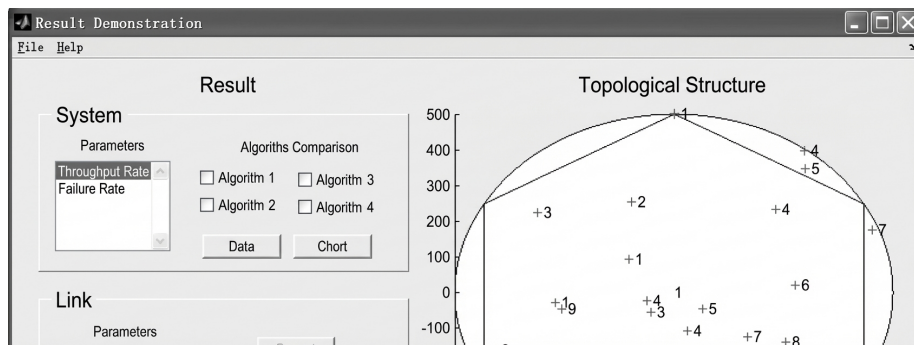 Result Demonstration
File Help
Result
System
Parameters
Throughput Rate
Failure Rate
Algoriths Comparison
Algorithm 1
Algorithm 3
Algorithm 2
Algorithm 4
Data
Chort
Link
Parameters
Topological Structure
500
400
300
200
100
0
-100
1
4
5
3
2
4
7
1
6
1
9
4
3
1
5
4
7
8